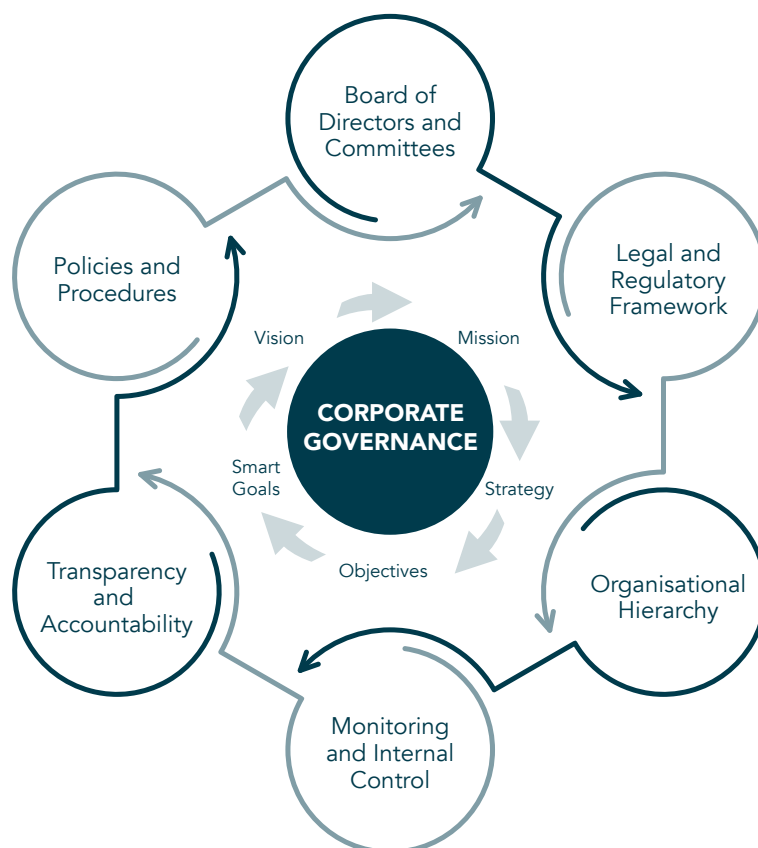 Board of
Directors and
Committees
Policies and
Procedures
Legal and
Regulatory
Framework
Vision
Mission
CORPORATE
GOVERNANCE
Smart
Goals
Strategy
Objectives
Transparency
and
Accountability
Organisational
Hierarchy
Monitoring
and Internal
Control